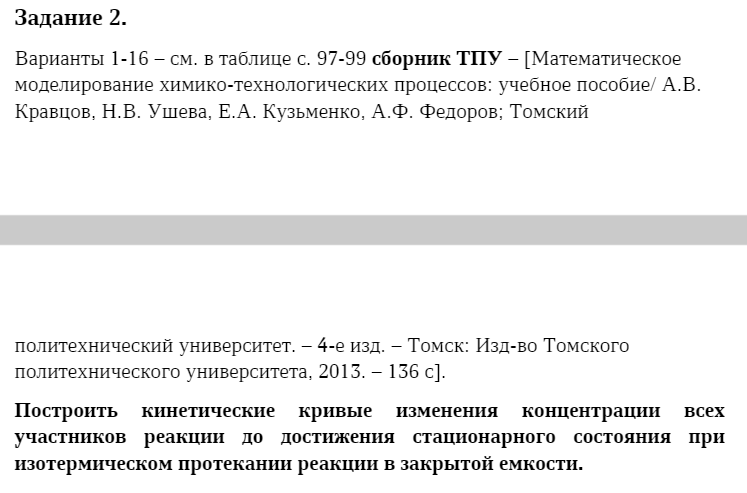 Задание 2.
Варианты 1-16 – см. в таблице с. 97-99 сборник ТПУ – [Математическое
моделирование химико-технологических процессов: учебное пособие/ А.В.
Кравцов, Н.В. Ушева, Е.А. Кузьменко, А.Ф. Федоров; Томский
политехнический университет. – 4-е изд. – Томск: Изд-во Томского
политехнического университета, 2013. – 136 с].
Построить кинетические кривые изменения концентрации всех
участников реакции до достижения стационарного состояния при
изотермическом протекании реакции в закрытой емкости.